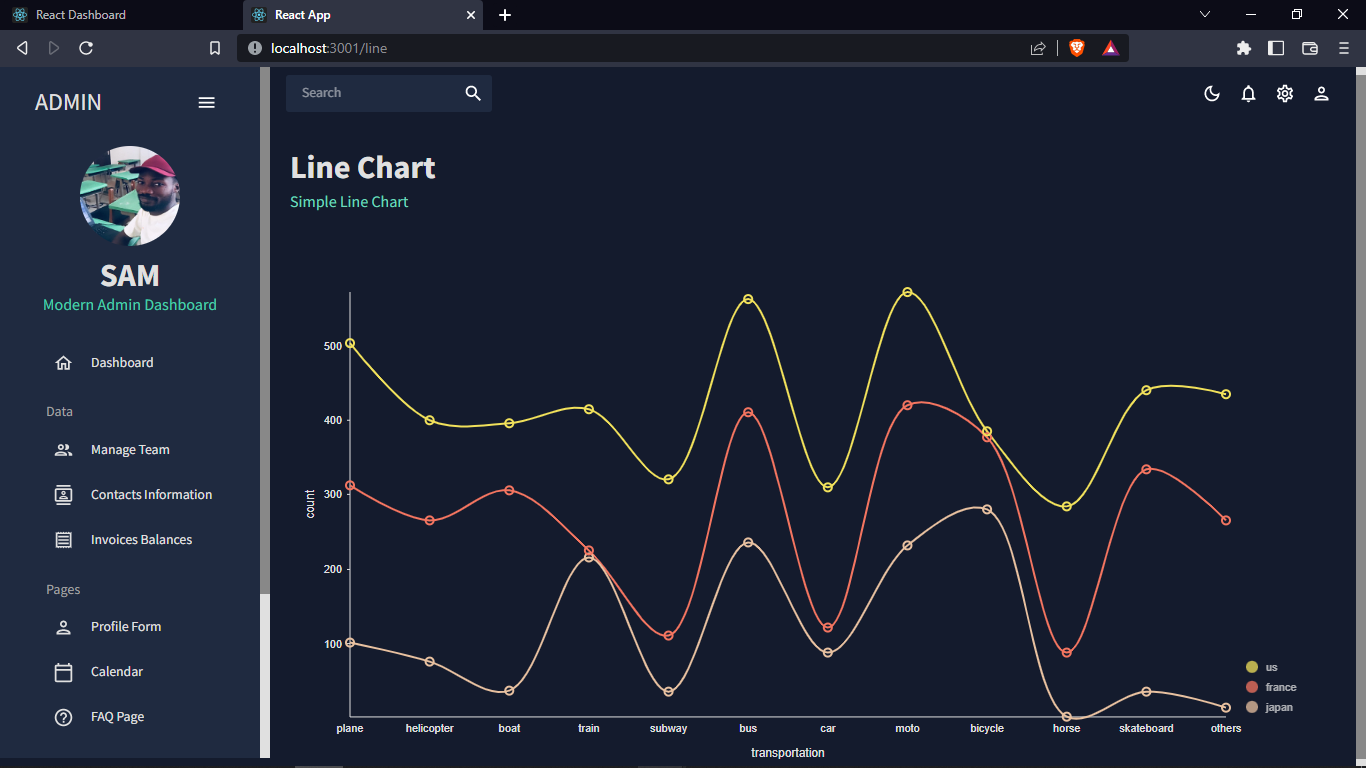 React Dashboard
React App
localhost:3001/line
ADMIN
SAM
Modern Admin Dashboard
Dashboard
Data
Manage Team
Contacts Information
Invoices Balances
Pages
Profile Form
Calendar
FAQ Page
Search
Line Chart
Simple Line Chart
count
500
400
300
200
100
plane helicopter boat train subway bus car moto bicycle horse skateboard others
transportation
us
france
japan